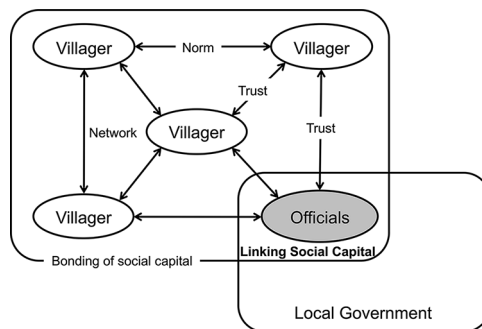 Villager
Norm
Villager
Trust
Network
Villager
Trust
Villager
Officials
Linking Social Capital
Bonding of social capital
Local Government